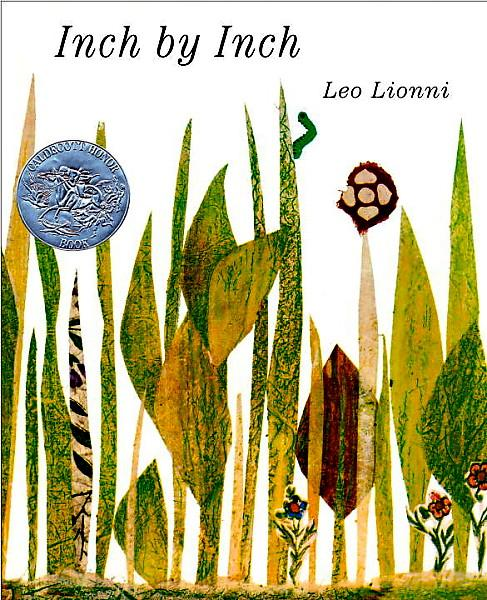 Inch by Inch
Leo Lionni
CALDECOTT HONOR
BOOK